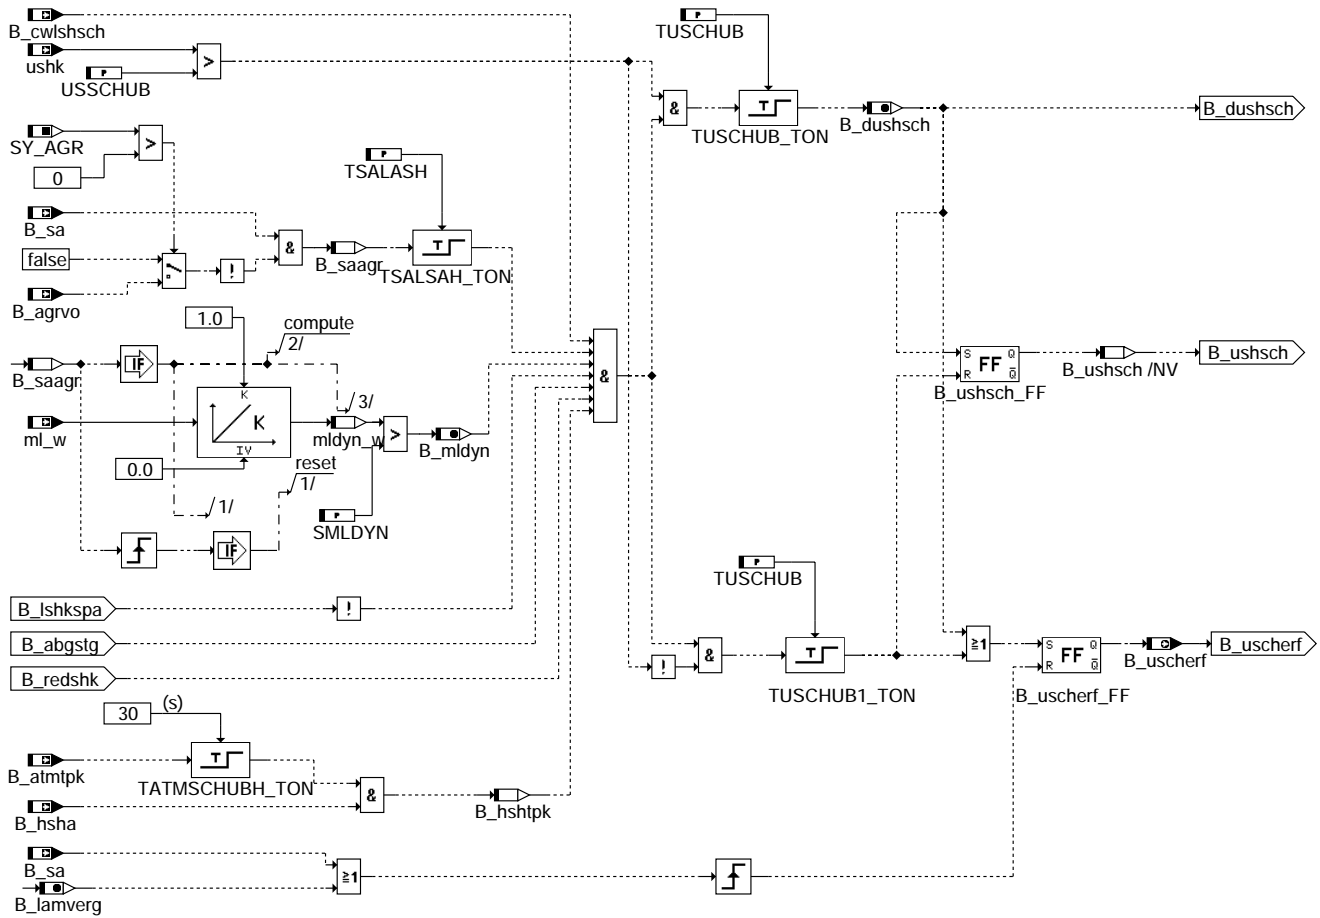 B_cwlshsch
ushk
>
P
USSCHUB
P
TUSCHUB
&
T
TUSCHUB_TON
B_dushsch
B_dushsch
SY_AGR
>
0
P
TSALASH
B_sa
false
!
&
B_saagr
T
TSALSAH_TON
B_agrvo
1.0
compute
2/
B_saagr
IF
K
K
IV
3/
ml_w
mldyn_w
>
B_mldyn
0.0
reset
1/
1/
P
SMLDYN
IF
&
S
Q
FF
R
Q
B_ushsch_FF
B_ushsch /NV
B_ushsch
B_lshkspa
!
B_abgstg
B_redshk
P
TUSCHUB
!
&
T
TUSCHUB1_TON
≥1
S
Q
FF
R
Q
B_uscherf_FF
B_uscherf
B_uscherf
30
(s)
B_atmtpk
T
TATMSCHUBH_TON
&
B_hshtpk
B_hsha
B_sa
≥1
B_lamverg